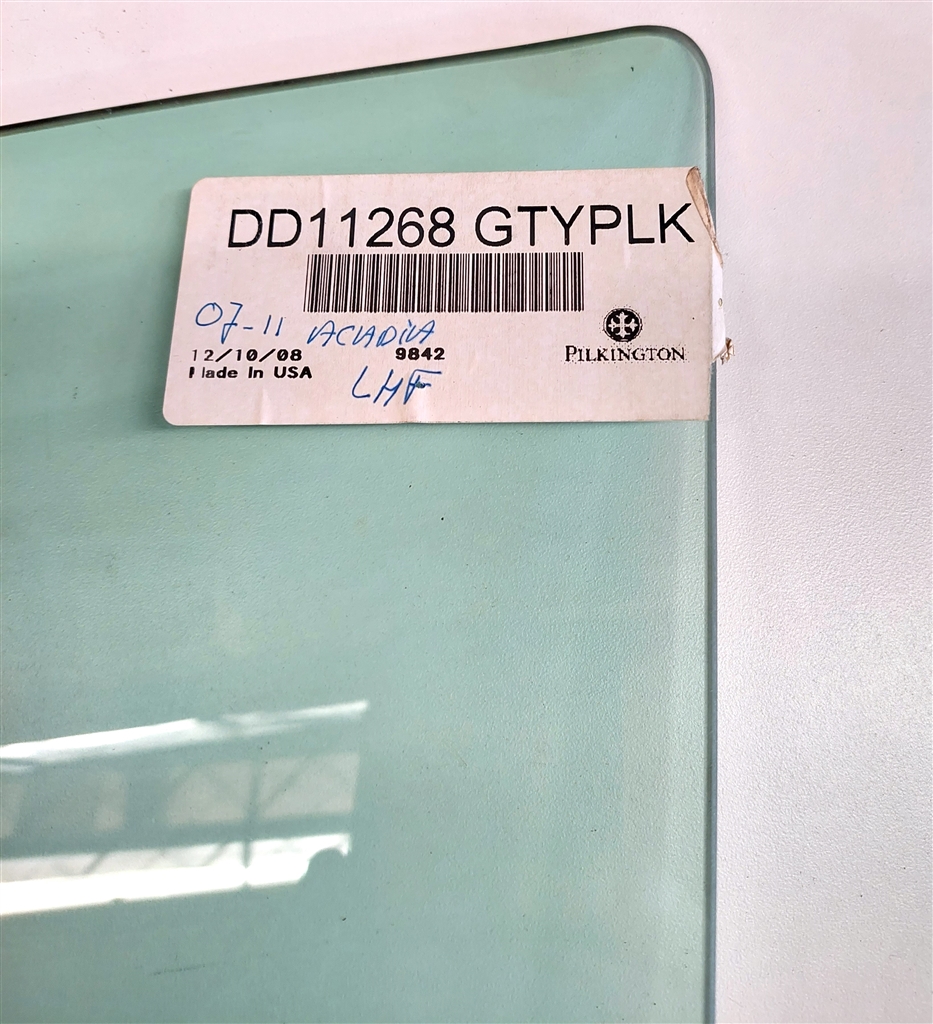 DD11268 GTYPLK
07-11 ACADIA
12/10/08 9842
Made In USA
LHF
PILKINGTON